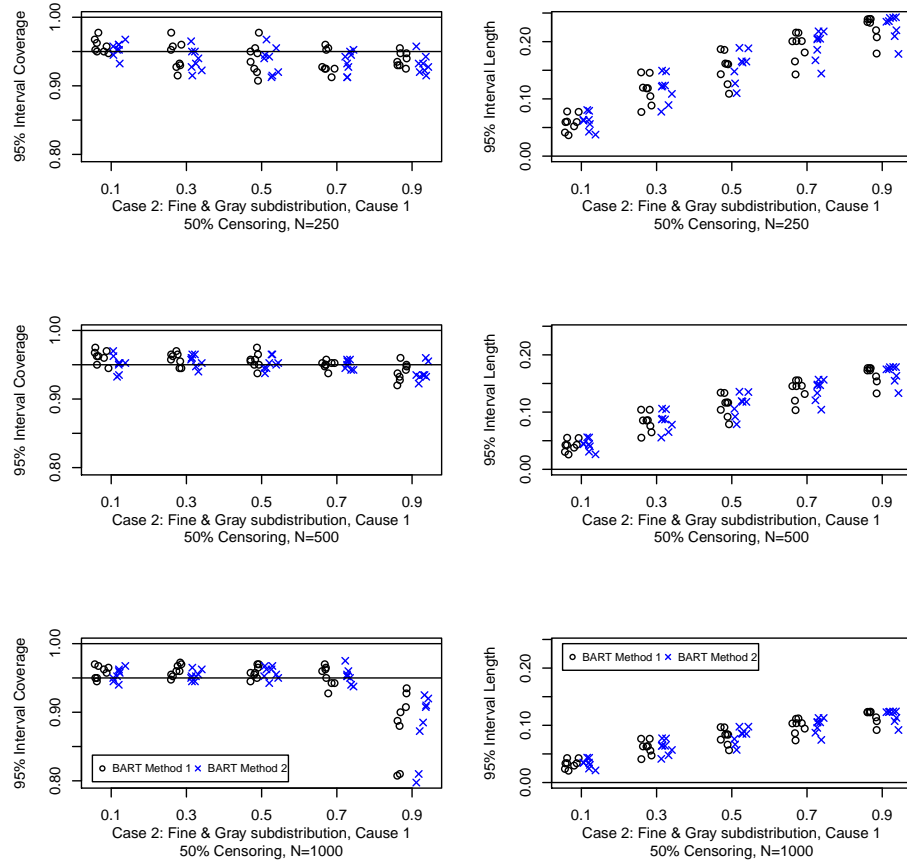 95% Interval Coverage
1.00
0.90
0.80
0.1 0.3 0.5 0.7 0.9
Case 2: Fine & Gray subdistribution, Cause 1
50% Censoring, N=250
95% Interval Length
0.20
0.10
0.00
0.1 0.3 0.5 0.7 0.9
Case 2: Fine & Gray subdistribution, Cause 1
50% Censoring, N=250
95% Interval Coverage
1.00
0.90
0.80
0.1 0.3 0.5 0.7 0.9
Case 2: Fine & Gray subdistribution, Cause 1
50% Censoring, N=500
95% Interval Length
0.20
0.10
0.00
0.1 0.3 0.5 0.7 0.9
Case 2: Fine & Gray subdistribution, Cause 1
50% Censoring, N=500
95% Interval Coverage
1.00
0.90
0.80
BART Method 1 BART Method 2
0.1 0.3 0.5 0.7 0.9
Case 2: Fine & Gray subdistribution, Cause 1
50% Censoring, N=1000
95% Interval Length
0.20
0.10
0.00
BART Method 1 BART Method 2
0.1 0.3 0.5 0.7 0.9
Case 2: Fine & Gray subdistribution, Cause 1
50% Censoring, N=1000